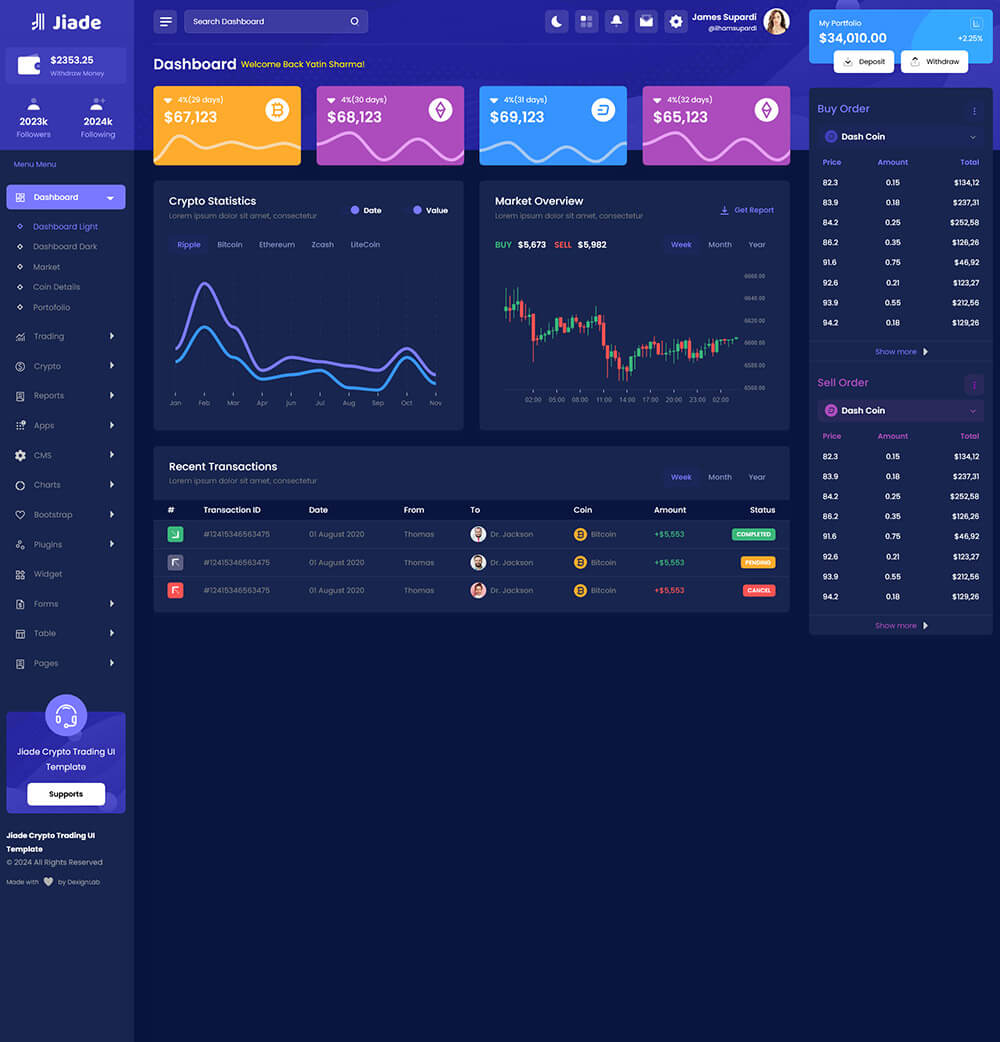 Jiade
$2353.25
Withdraw Money
2023k
Followers
2024k
Following
Menu Menu
Dashboard
Dashboard Light
Dashboard Dark
Market
Coin Details
Portofolio
Trading
Crypto
Reports
Apps
CMS
Charts
Bootstrap
Plugins
Widget
Forms
Table
Pages
Jiade Crypto Trading UI
Template
Supports
Jiade Crypto Trading UI
Template
© 2024 All Rights Reserved
Made with by DexignLab
Search Dashboard
James Supardi
@ilhamsupardi
Dashboard Welcome Back Yatin Sharma!
4%(29 days)
$67,123
4%(30 days)
$68,123
4%(31 days)
$69,123
4%(32 days)
$65,123
Crypto Statistics
Lorem ipsum dolor sit amet, consectetur
Date Value
Ripple Bitcoin Ethereum Zcash LiteCoin
Jan Feb Mar Apr Jun Jul Aug Sep Oct Nov
Market Overview
Lorem ipsum dolor sit amet, consectetur
Get Report
BUY $5,673 SELL $5,982
Week Month Year
6660.00
6640.00
6620.00
6600.00
6580.00
6560.00
02:00 05:00 08:00 11:00 14:00 17:00 20:00 23:00 02:00
Recent Transactions
Lorem ipsum dolor sit amet, consectetur
Week Month Year
# Transaction ID Date From To Coin Amount Status
#12415346563475 01 August 2020 Thomas Dr. Jackson Bitcoin +$5,553 COMPLETED
#12415346563475 01 August 2020 Thomas Dr. Jackson Bitcoin +$5,553 PENDING
#12415346563475 01 August 2020 Thomas Dr. Jackson Bitcoin +$5,553 CANCEL
My Portfolio
$34,010.00
+2.25%
Deposit Withdraw
Buy Order
Dash Coin
Price Amount Total
82.3 0.15 $134,12
83.9 0.18 $237,31
84.2 0.25 $252,58
86.2 0.35 $126,26
91.6 0.75 $46,92
92.6 0.21 $123,27
93.9 0.55 $212,56
94.2 0.18 $129,26
Show more
Sell Order
Dash Coin
Price Amount Total
82.3 0.15 $134,12
83.9 0.18 $237,31
84.2 0.25 $252,58
86.2 0.35 $126,26
91.6 0.75 $46,92
92.6 0.21 $123,27
93.9 0.55 $212,56
94.2 0.18 $129,26
Show more